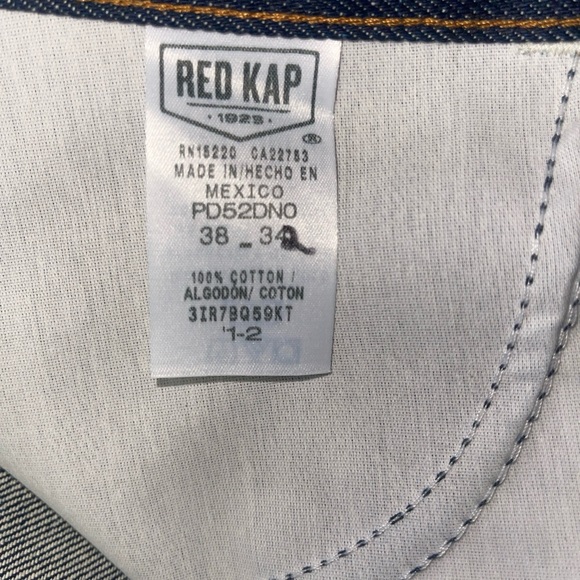 RED KAP
· 1923 ·
®
RN15220 CA22753
MADE IN/HECHO EN
MEXICO
PD52DN0
38 - 34
100% COTTON /
ALGODÓN/ COTON
3IR7BQ59KT
'1-2